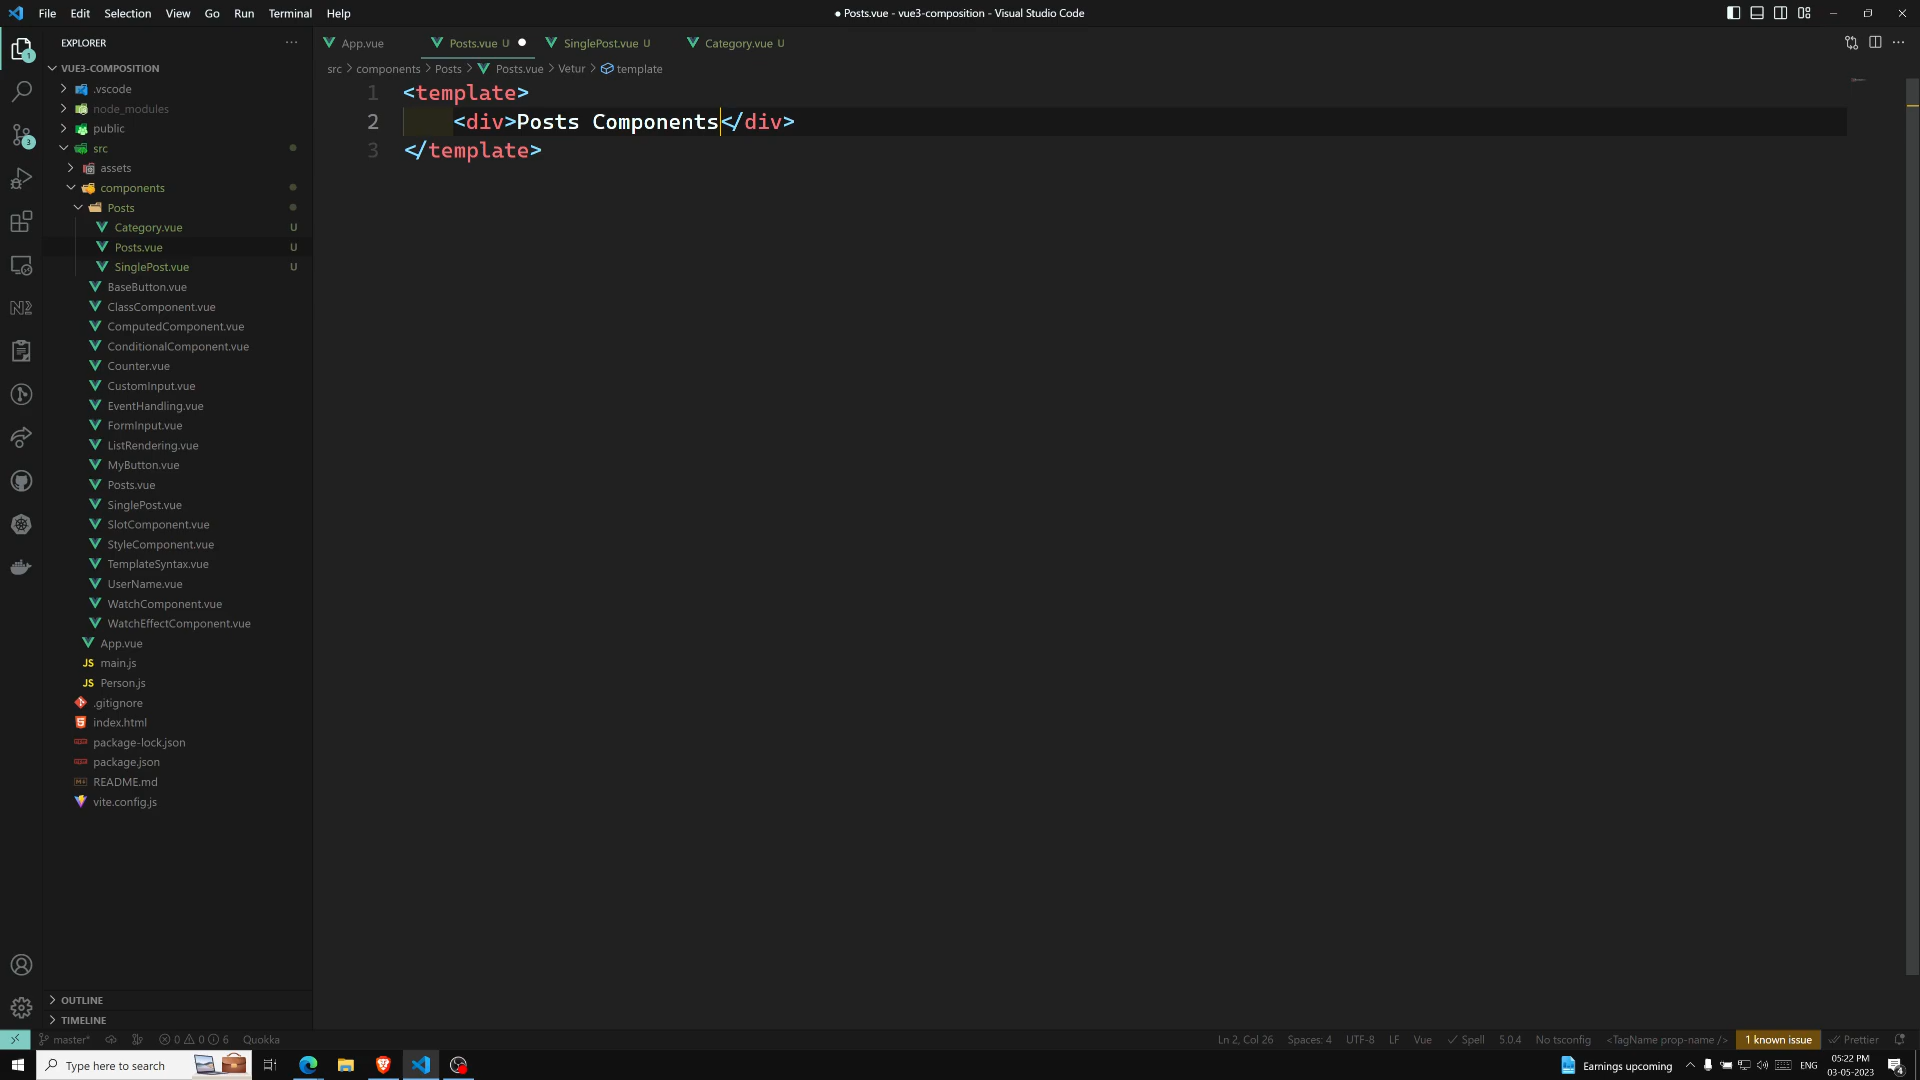 File Edit Selection View Go Run Terminal Help
● Posts.vue - vue3-composition - Visual Studio Code
EXPLORER
App.vue
Posts.vue U
SinglePost.vue U
Category.vue U
src > components > Posts > Posts.vue > Vetur > template
VUE3-COMPOSITION
.vscode
node_modules
public
src
assets
components
Posts
Category.vue U
Posts.vue U
SinglePost.vue U
BaseButton.vue
ClassComponent.vue
ComputedComponent.vue
ConditionalComponent.vue
Counter.vue
CustomInput.vue
EventHandling.vue
FormInput.vue
ListRendering.vue
MyButton.vue
Posts.vue
SinglePost.vue
SlotComponent.vue
StyleComponent.vue
TemplateSyntax.vue
UserName.vue
WatchComponent.vue
WatchEffectComponent.vue
App.vue
JS main.js
JS Person.js
.gitignore
index.html
package-lock.json
package.json
README.md
vite.config.js
OUTLINE
TIMELINE
1 <template>
2 <div>Posts Components</div>
3 </template>
master* 0 0 6 Quokka
Ln 2, Col 26 Spaces: 4 UTF-8 LF Vue Spell 5.0.4 No tsconfig <TagName prop-name /> 1 known issue Prettier
Type here to search
Earnings upcoming
ENG
05:22 PM
03-05-2023
4